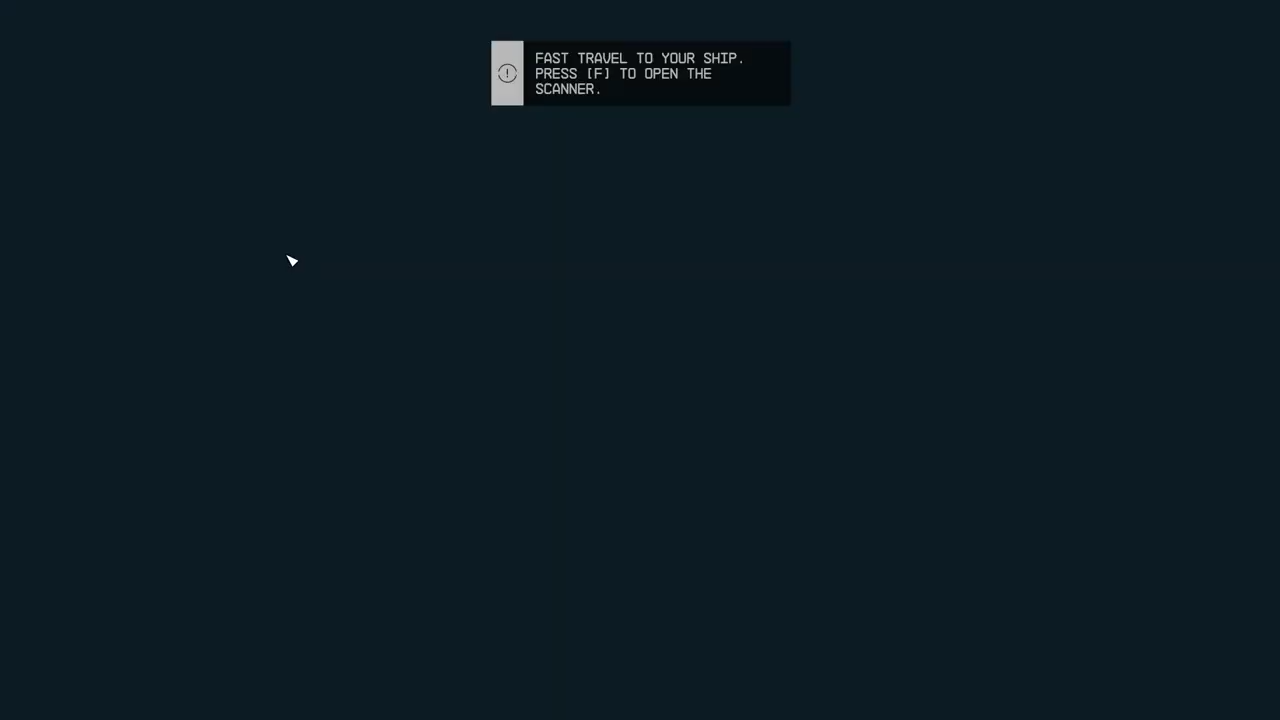 FAST TRAVEL TO YOUR SHIP.
PRESS [F] TO OPEN THE
SCANNER.